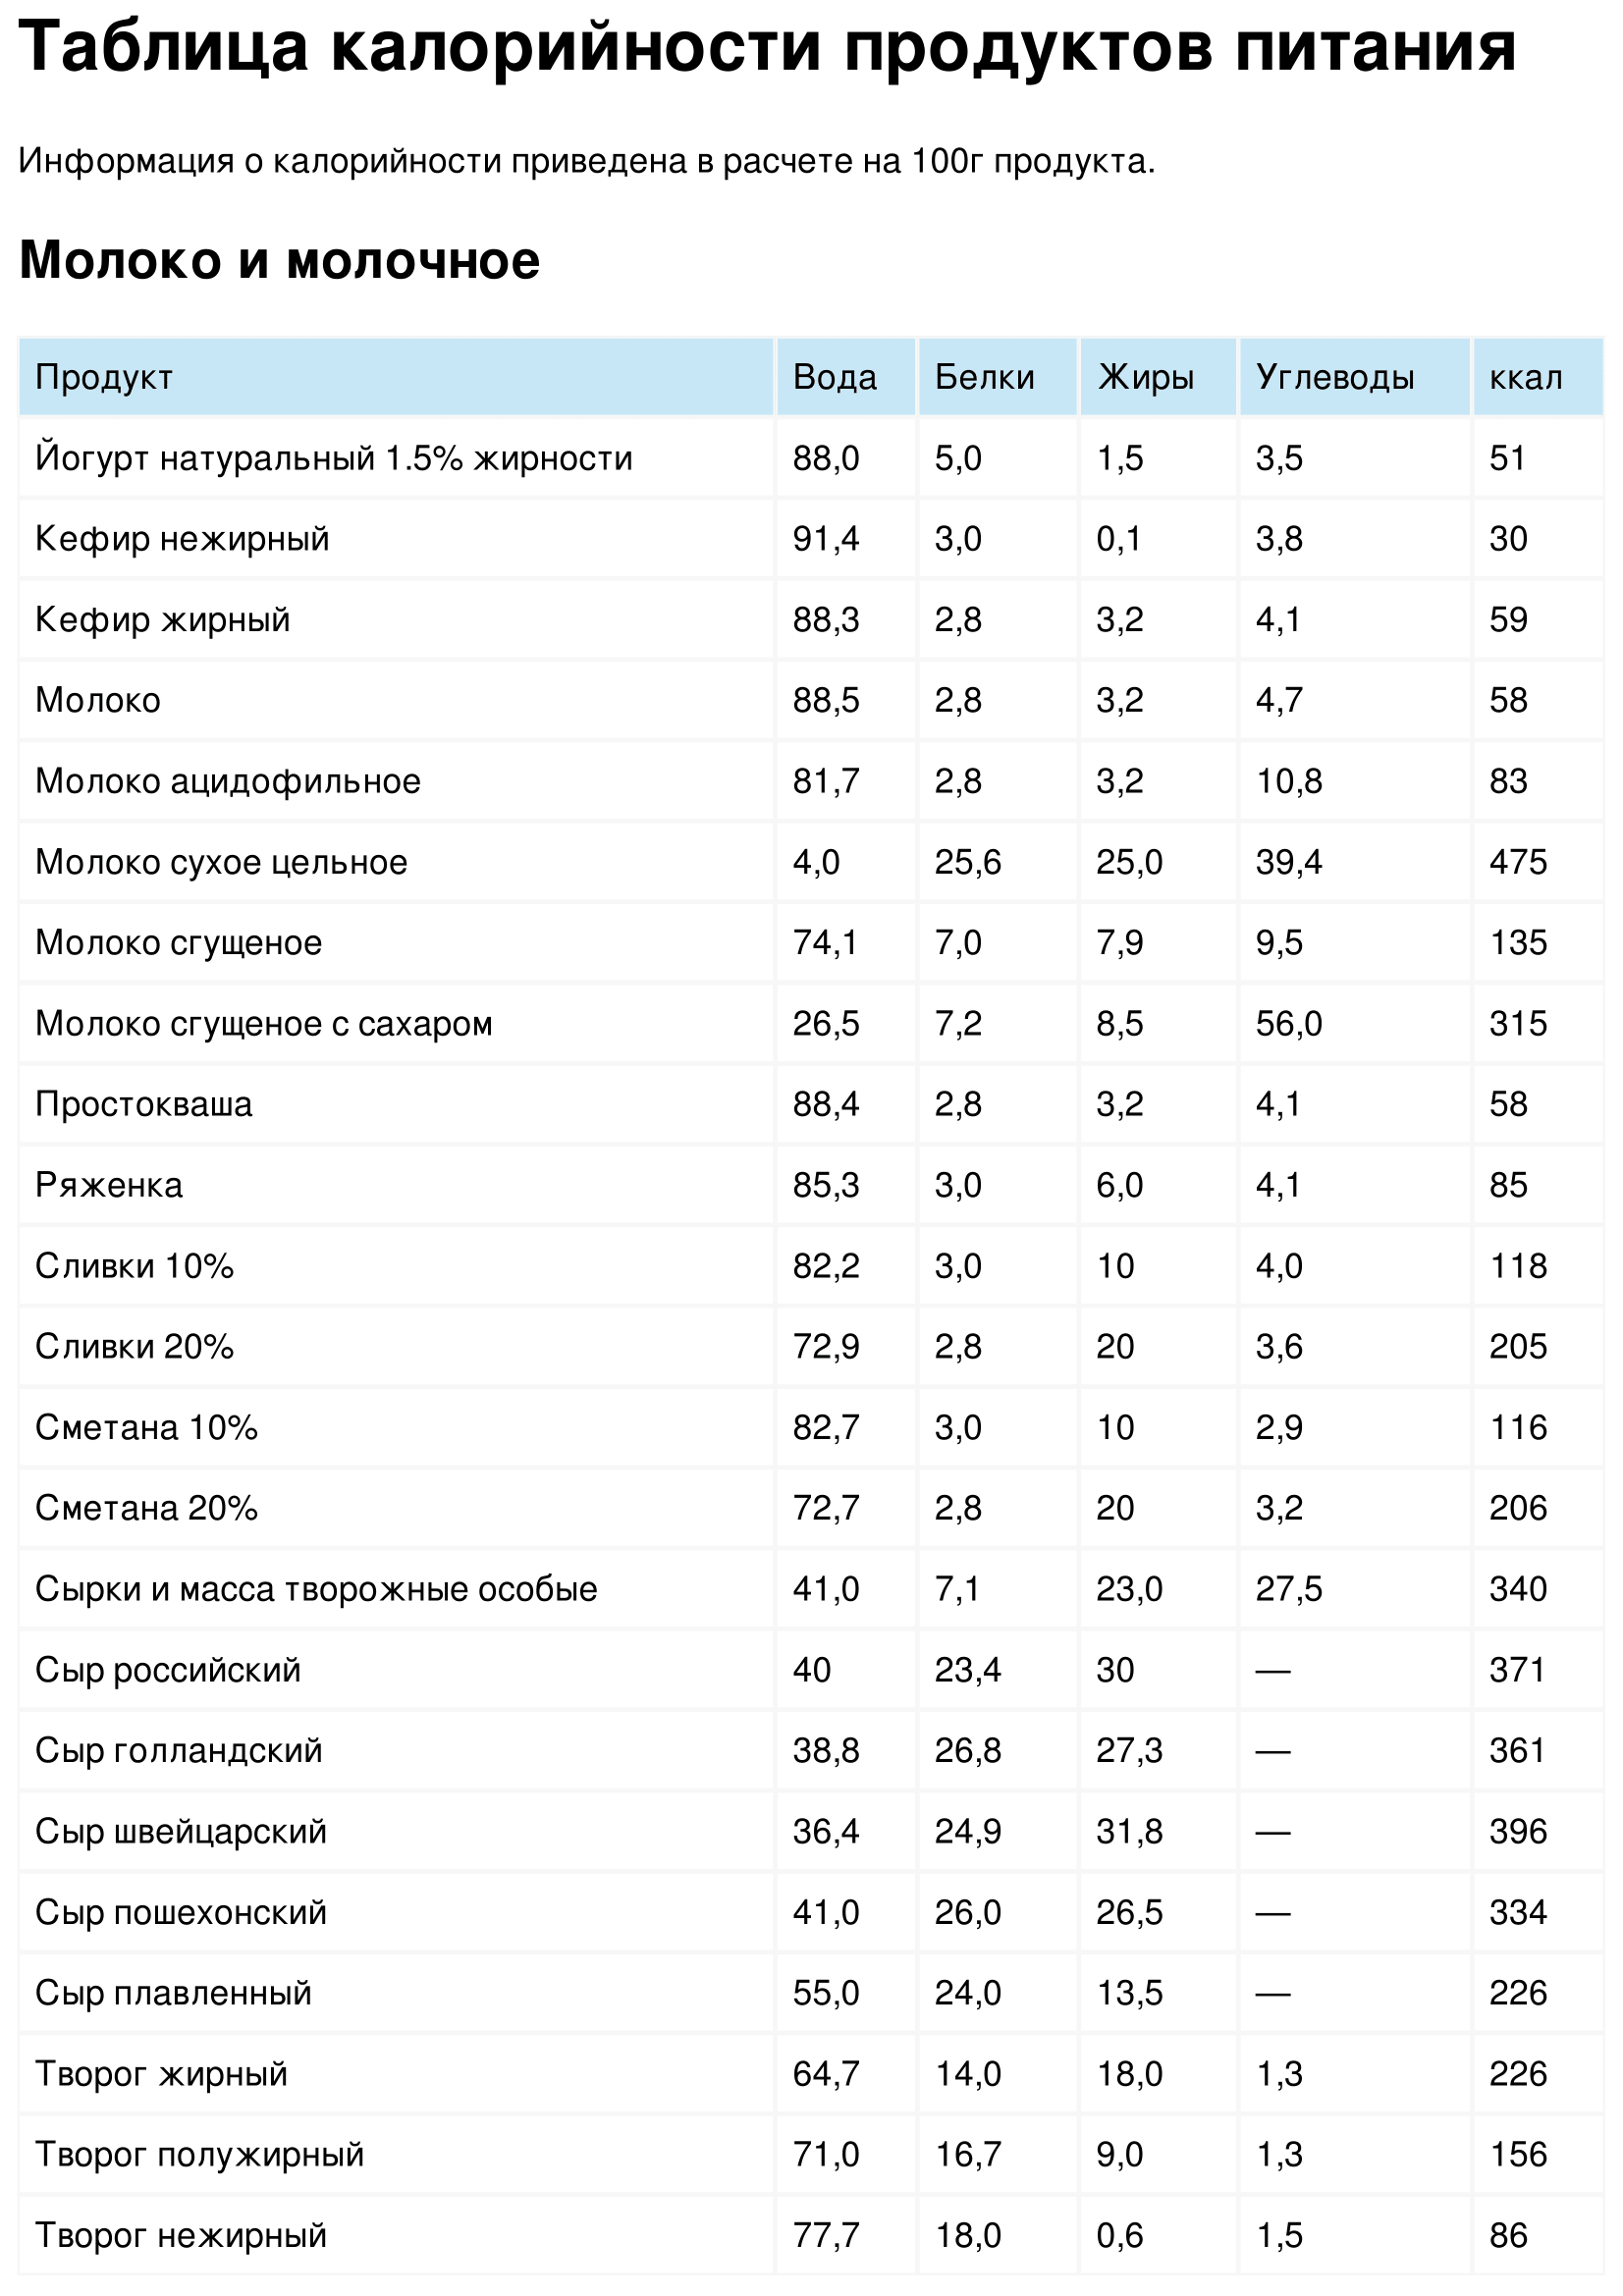 Таблица калорийности продуктов питания
Информация о калорийности приведена в расчете на 100г продукта.
Молоко и молочное
Продукт Вода Белки Жиры Углеводы ккал
Йогурт натуральный 1.5% жирности 88,0 5,0 1,5 3,5 51
Кефир нежирный 91,4 3,0 0,1 3,8 30
Кефир жирный 88,3 2,8 3,2 4,1 59
Молоко 88,5 2,8 3,2 4,7 58
Молоко ацидофильное 81,7 2,8 3,2 10,8 83
Молоко сухое цельное 4,0 25,6 25,0 39,4 475
Молоко сгущеное 74,1 7,0 7,9 9,5 135
Молоко сгущеное с сахаром 26,5 7,2 8,5 56,0 315
Простокваша 88,4 2,8 3,2 4,1 58
Ряженка 85,3 3,0 6,0 4,1 85
Сливки 10% 82,2 3,0 10 4,0 118
Сливки 20% 72,9 2,8 20 3,6 205
Сметана 10% 82,7 3,0 10 2,9 116
Сметана 20% 72,7 2,8 20 3,2 206
Сырки и масса творожные особые 41,0 7,1 23,0 27,5 340
Сыр российский 40 23,4 30 — 371
Сыр голландский 38,8 26,8 27,3 — 361
Сыр швейцарский 36,4 24,9 31,8 — 396
Сыр пошехонский 41,0 26,0 26,5 — 334
Сыр плавленный 55,0 24,0 13,5 — 226
Творог жирный 64,7 14,0 18,0 1,3 226
Творог полужирный 71,0 16,7 9,0 1,3 156
Творог нежирный 77,7 18,0 0,6 1,5 86